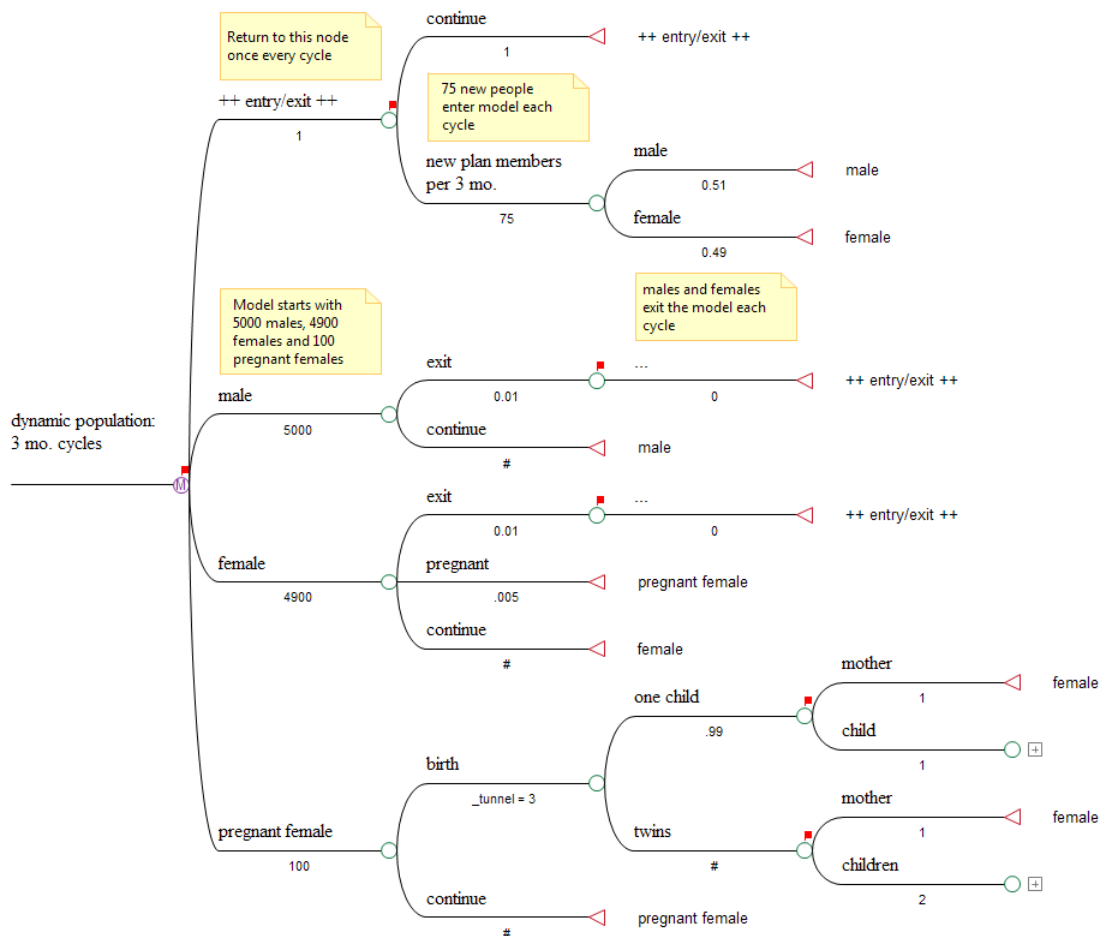 continue
Return to this node
once every cycle
1
++ entry/exit ++
75 new people
enter model each
cycle
++ entry/exit ++
1
new plan members
per 3 mo.
75
male
0.51
male
female
0.49
female
Model starts with
5000 males, 4900
females and 100
pregnant females
males and females
exit the model each
cycle
dynamic population:
3 mo. cycles
M
male
5000
exit
0.01
...
0
++ entry/exit ++
continue
#
male
female
4900
exit
0.01
...
0
++ entry/exit ++
pregnant
.005
pregnant female
continue
#
female
pregnant female
100
birth
_tunnel = 3
one child
.99
mother
1
female
child
1
+
twins
#
mother
1
female
children
2
+
continue
#
pregnant female